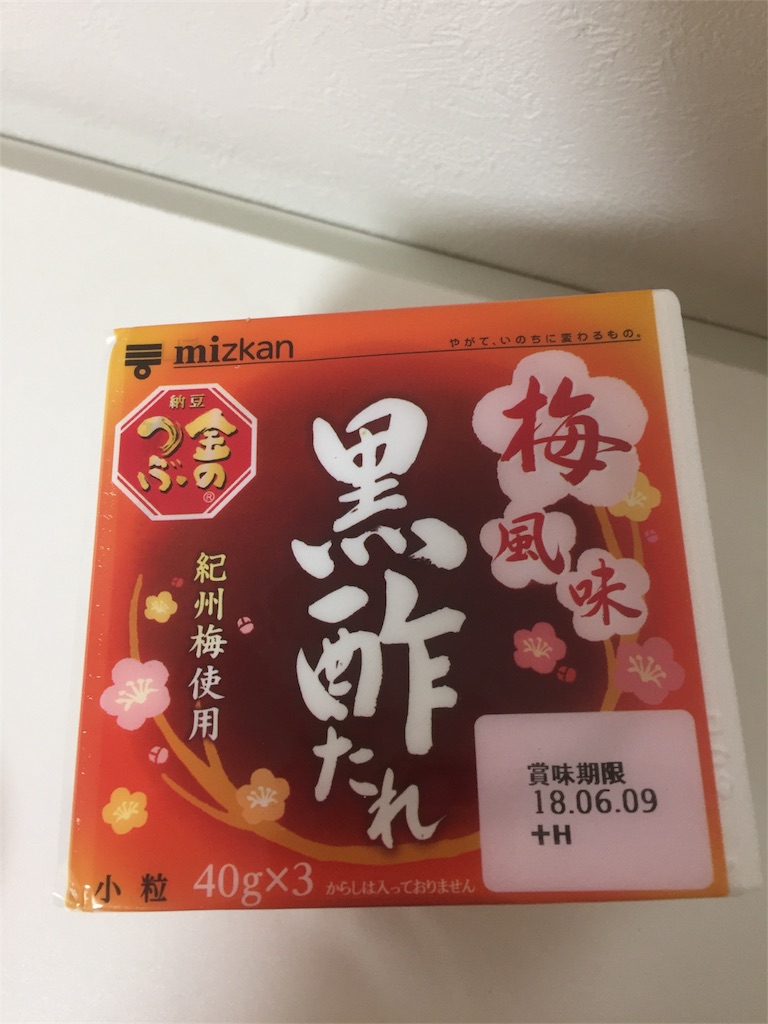 mizkan
やがて、いのちに変わるもの。
納豆
金の
つぶ®
梅
風味
黒酢たれ
紀州梅使用
賞味期限
18.06.09
+H
小粒 40g×3 からしは入っておりません